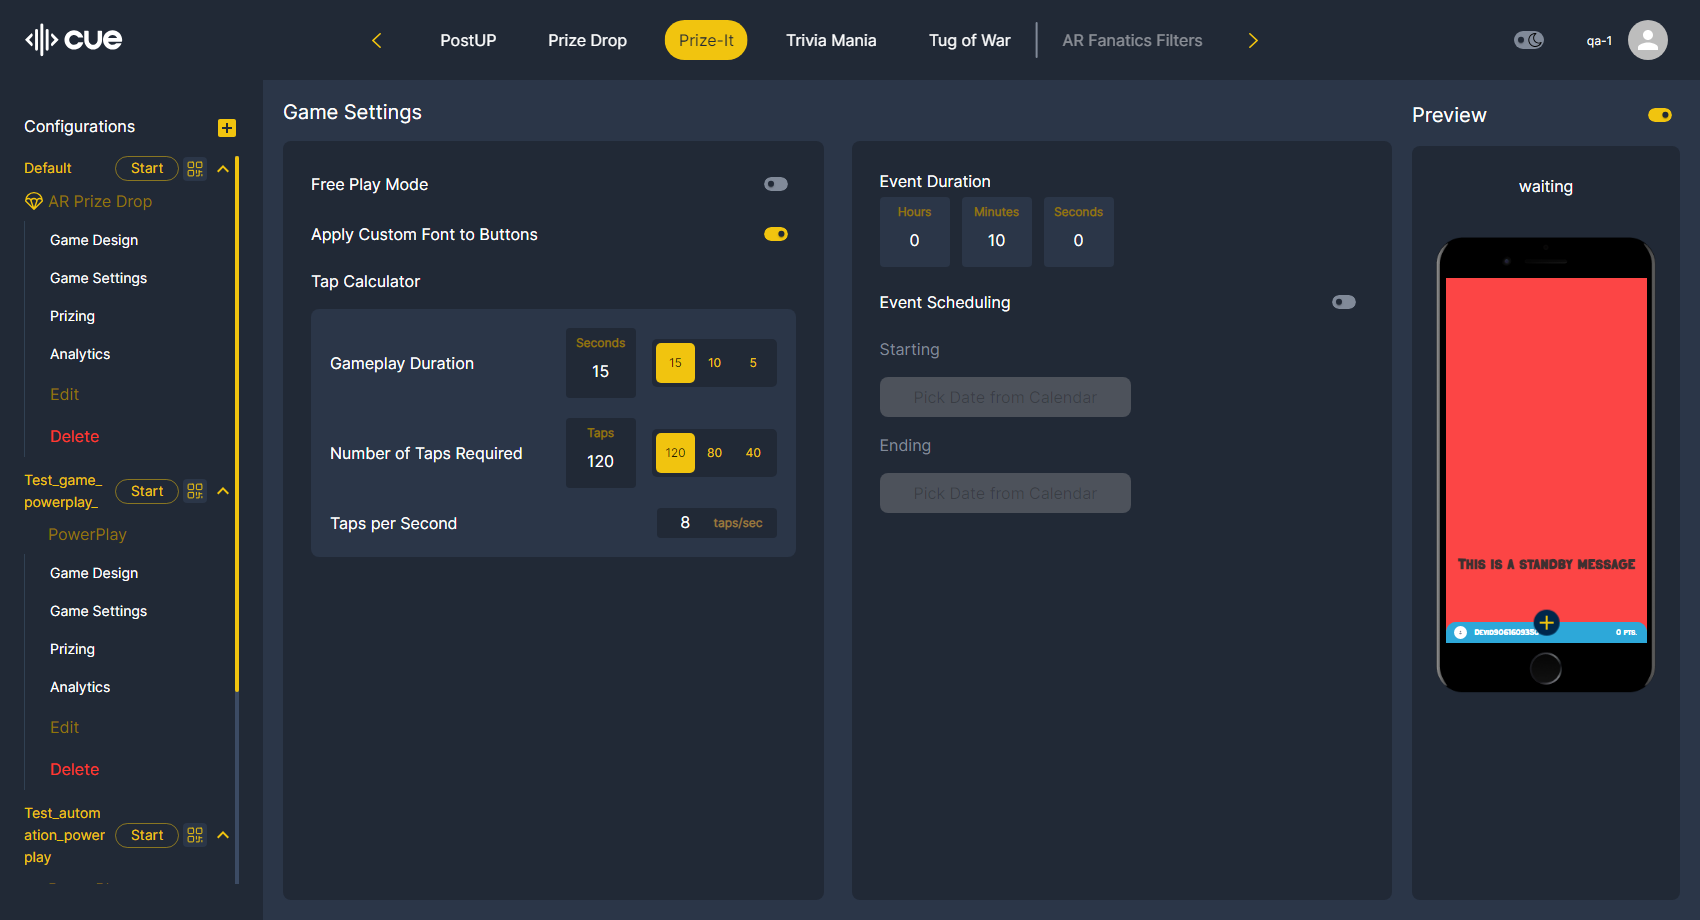 cue
PostUP
Prize Drop
Prize-It
Trivia Mania
Tug of War
AR Fanatics Filters
qa-1
Configurations
Default
Start
AR Prize Drop
Game Design
Game Settings
Prizing
Analytics
Edit
Delete
Test_game_
powerplay_
Start
PowerPlay
Game Design
Game Settings
Prizing
Analytics
Edit
Delete
Test_autom
ation_power
play
Start
Game Settings
Free Play Mode
Apply Custom Font to Buttons
Tap Calculator
Gameplay Duration
Seconds
15
15 10 5
Number of Taps Required
Taps
120
120 80 40
Taps per Second
8 taps/sec
Event Duration
Hours
0
Minutes
10
Seconds
0
Event Scheduling
Starting
Pick Date from Calendar
Ending
Pick Date from Calendar
Preview
waiting
This is a standby message
0 pts.